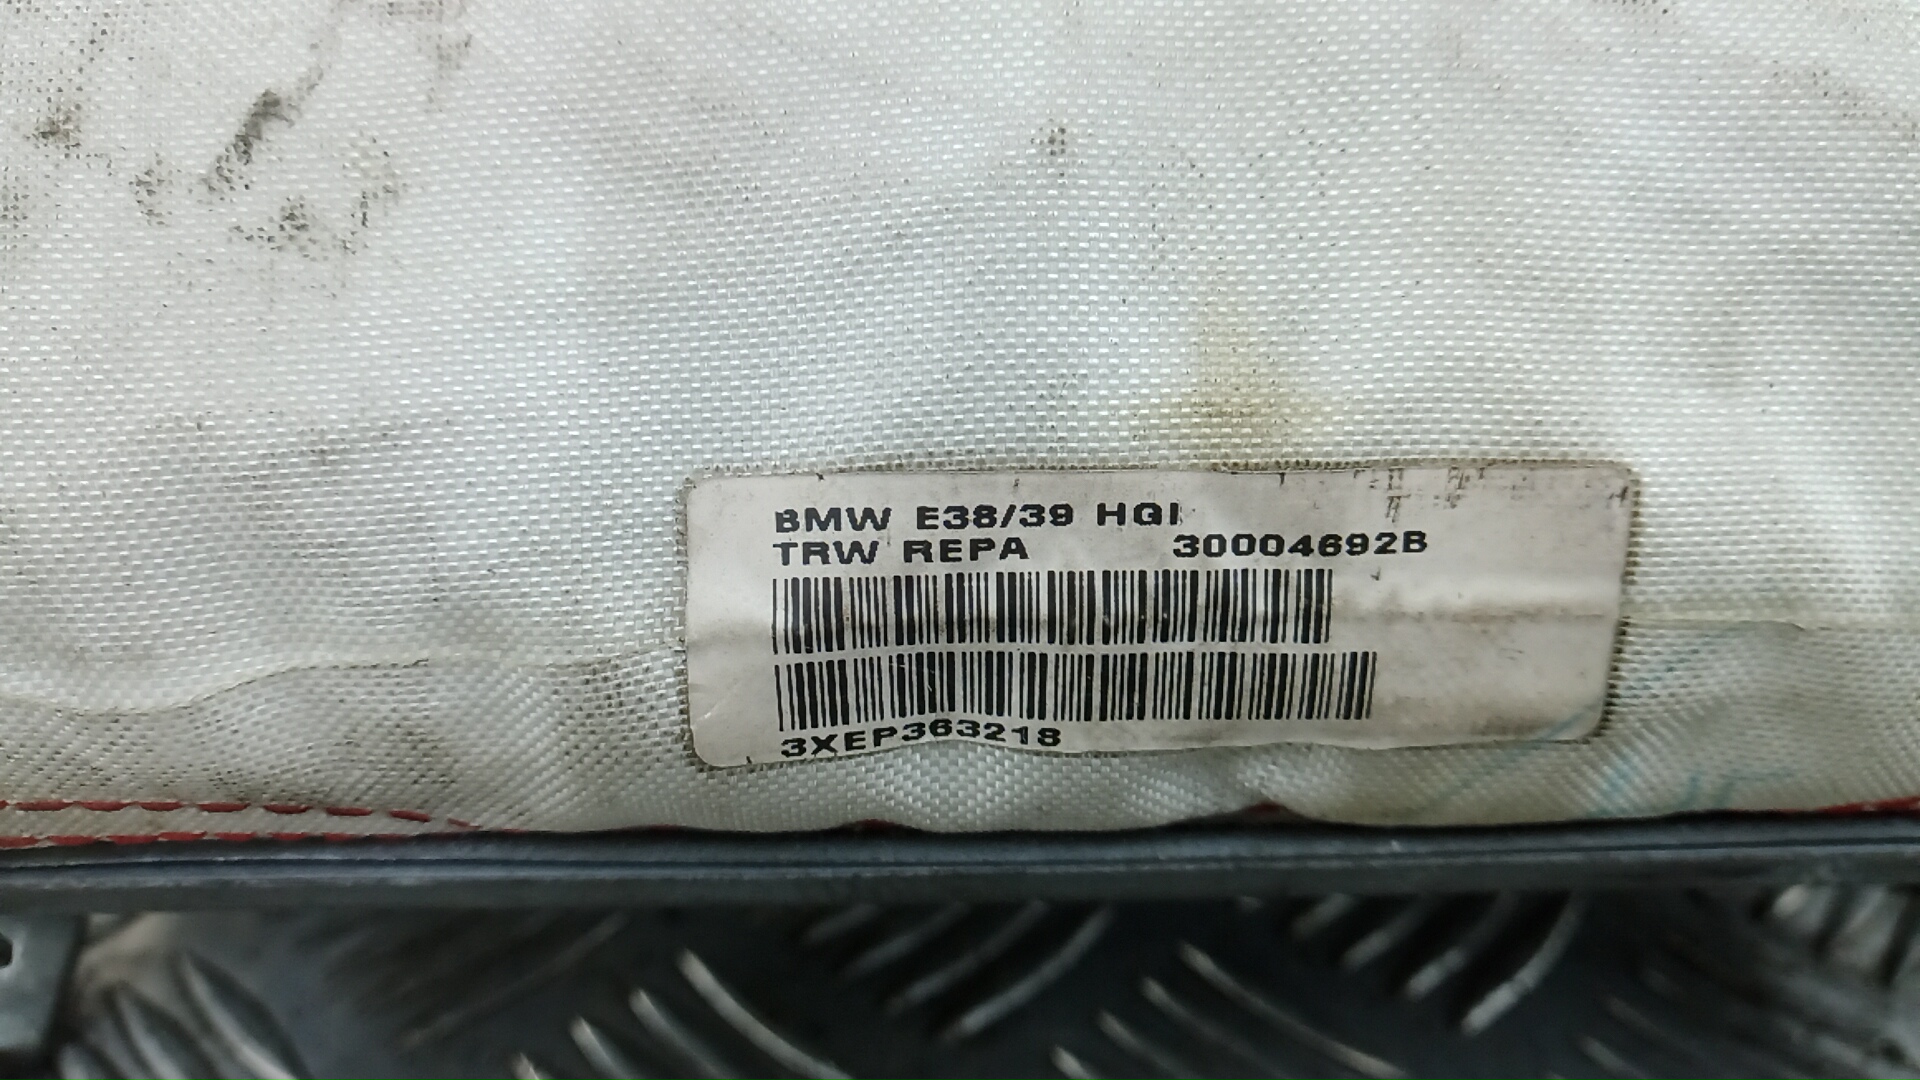 BMW E38/39 HGI
TRW REPA 30004692B
3XEP363218